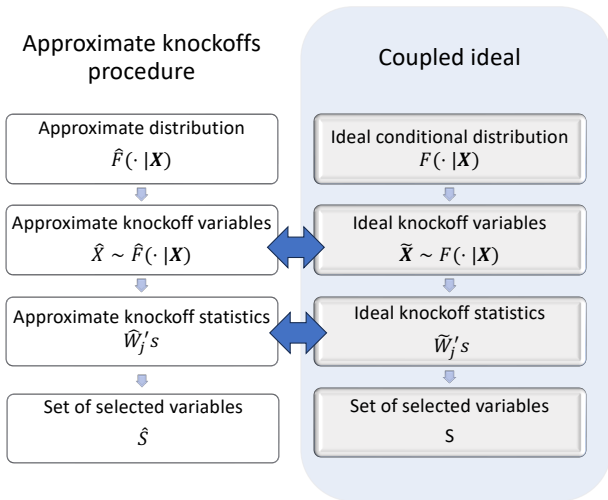 Approximate knockoffs
procedure
Approximate distribution
F̂(· |X)
Approximate knockoff variables
X̂ ~ F̂(· |X)
Approximate knockoff statistics
Ŵⱼ's
Set of selected variables
Ŝ
Coupled ideal
Ideal conditional distribution
F(· |X)
Ideal knockoff variables
X̃ ~ F(· |X)
Ideal knockoff statistics
W̃ⱼ's
Set of selected variables
S